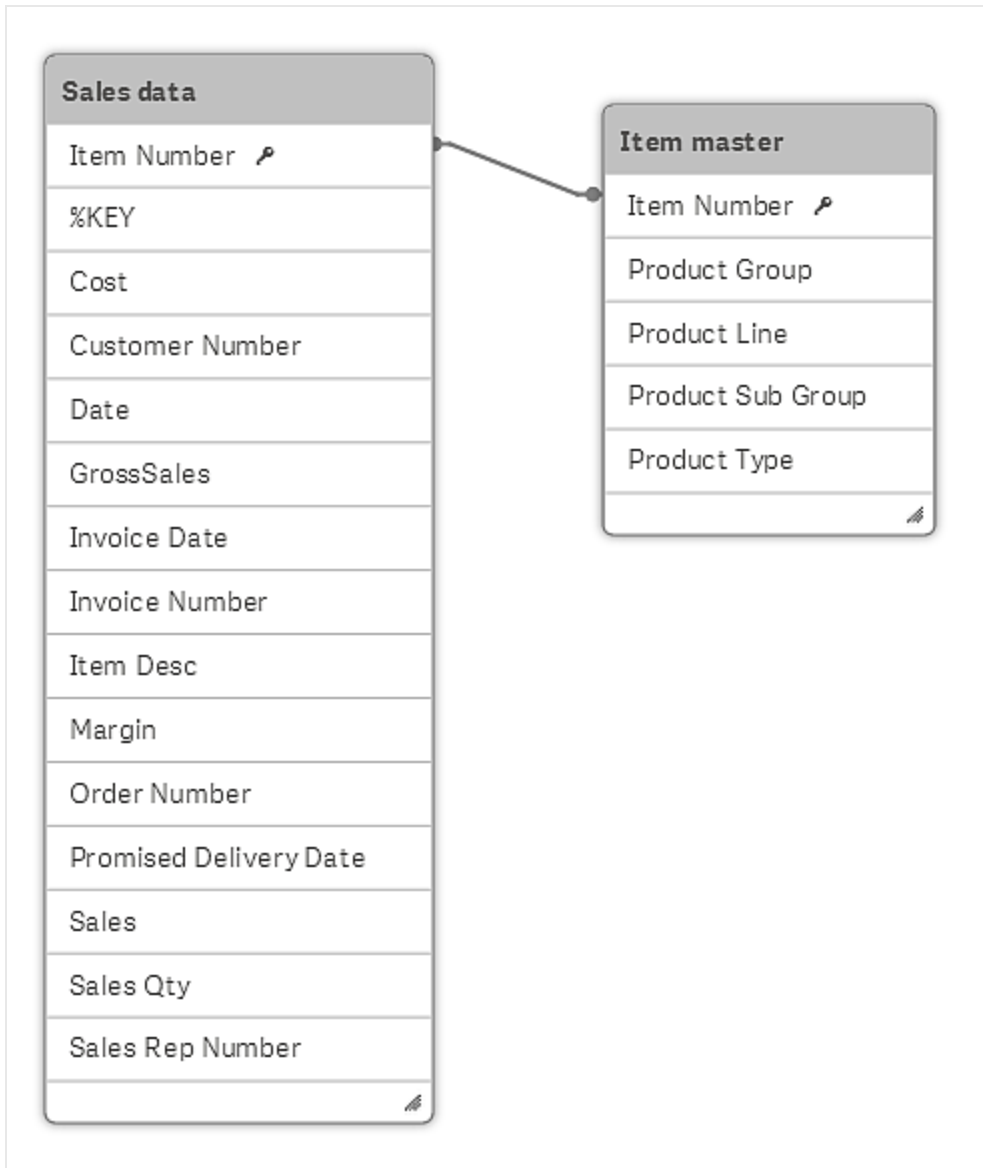 Sales data
Item Number
%KEY
Cost
Customer Number
Date
GrossSales
Invoice Date
Invoice Number
Item Desc
Margin
Order Number
Promised Delivery Date
Sales
Sales Qty
Sales Rep Number
Item master
Item Number
Product Group
Product Line
Product Sub Group
Product Type